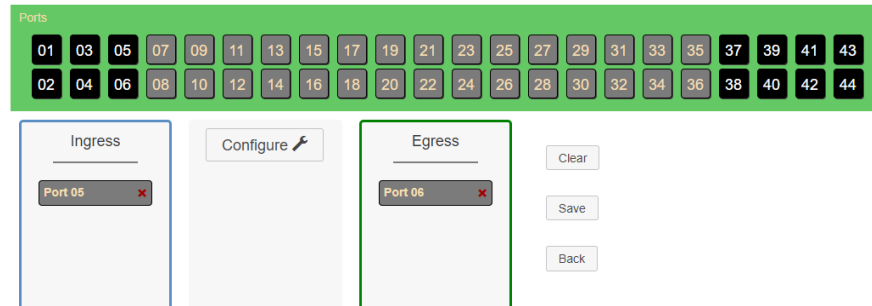 Ports
01 03 05 07 09 11 13 15 17 19 21 23 25 27 29 31 33 35 37 39 41 43
02 04 06 08 10 12 14 16 18 20 22 24 26 28 30 32 34 36 38 40 42 44
Ingress
Port 05
Configure
Egress
Port 06
Clear
Save
Back